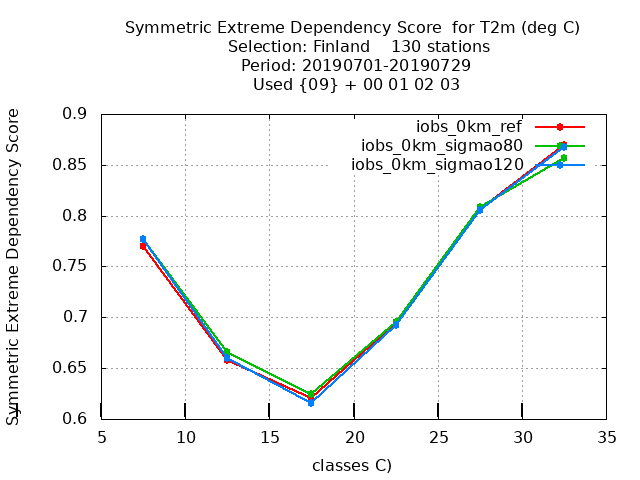 Symmetric Extreme Dependency Score  for T2m (deg C)
Selection: Finland    130 stations
Period: 20190701-20190729
Used {09} + 00 01 02 03
Symmetric Extreme Dependency Score
0.9
0.85
0.8
0.75
0.7
0.65
0.6
iobs_0km_ref
iobs_0km_sigmao80
iobs_0km_sigmao120
5
10
15
20
25
30
35
classes C)